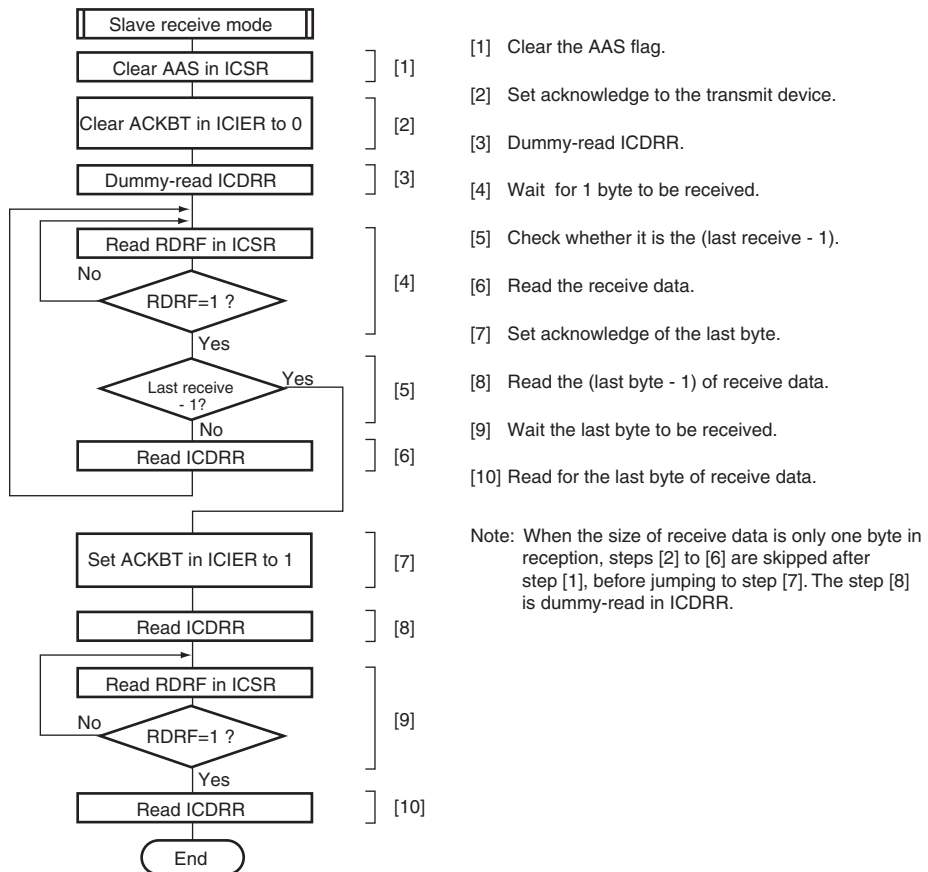 Slave receive mode
Clear AAS in ICSR
[1]
Clear ACKBT in ICIER to 0
[2]
Dummy-read ICDRR
[3]
Read RDRF in ICSR
No
RDRF=1 ?
[4]
Yes
Last receive
- 1?
Yes
[5]
No
Read ICDRR
[6]
Set ACKBT in ICIER to 1
[7]
Read ICDRR
[8]
Read RDRF in ICSR
No
RDRF=1 ?
[9]
Yes
Read ICDRR
[10]
End
[1] Clear the AAS flag.
[2] Set acknowledge to the transmit device.
[3] Dummy-read ICDRR.
[4] Wait for 1 byte to be received.
[5] Check whether it is the (last receive - 1).
[6] Read the receive data.
[7] Set acknowledge of the last byte.
[8] Read the (last byte - 1) of receive data.
[9] Wait the last byte to be received.
[10] Read for the last byte of receive data.
Note: When the size of receive data is only one byte in
reception, steps [2] to [6] are skipped after
step [1], before jumping to step [7]. The step [8]
is dummy-read in ICDRR.